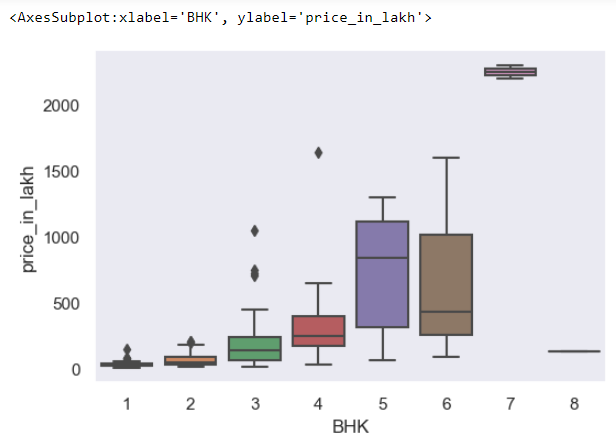 <AxesSubplot:xlabel='BHK', ylabel='price_in_lakh'>
2000
1500
1000
500
0
price_in_lakh
1 2 3 4 5 6 7 8
BHK